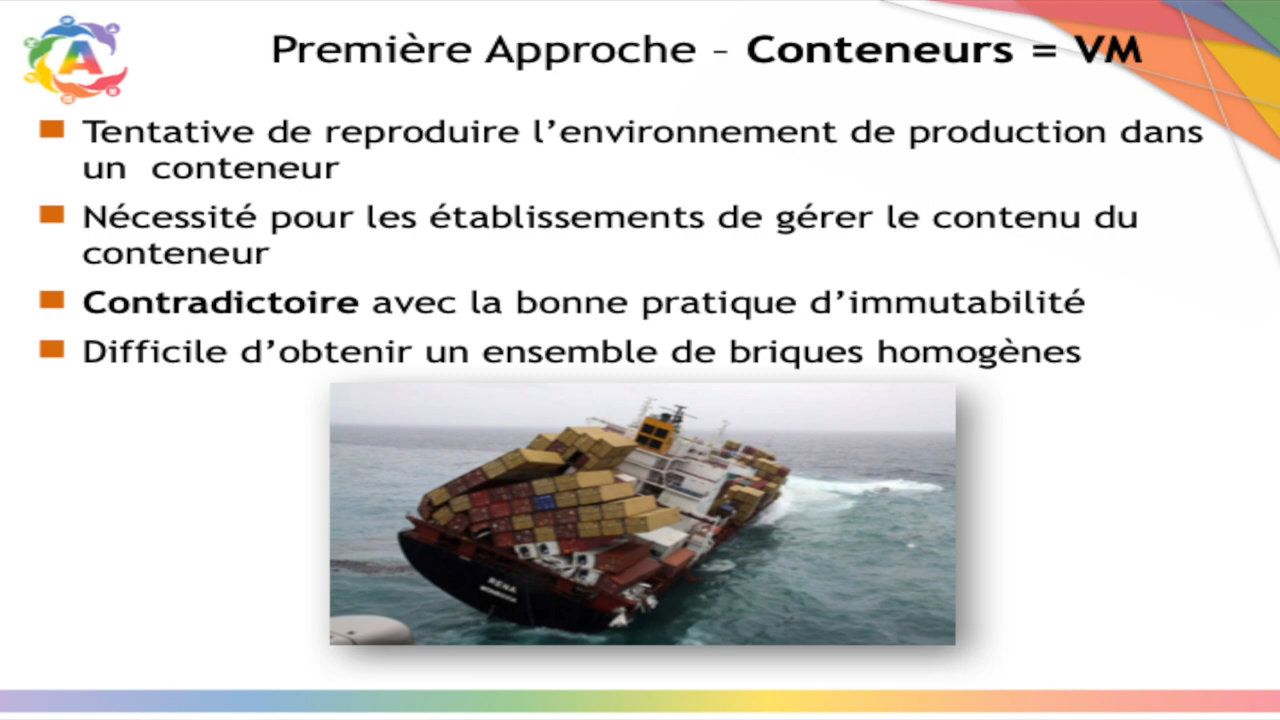 A
Première Approche – Conteneurs = VM
Tentative de reproduire l’environnement de production dans
un conteneur
Nécessité pour les établissements de gérer le contenu du
conteneur
Contradictoire avec la bonne pratique d’immutabilité
Difficile d’obtenir un ensemble de briques homogènes
RENA